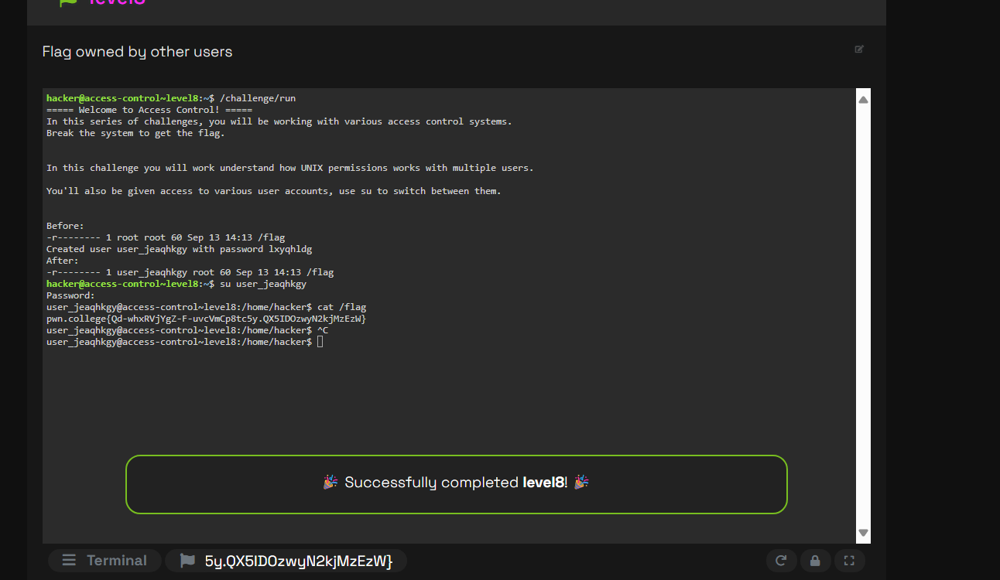 level8
Flag owned by other users
hacker@access-control~level8:~$ /challenge/run
===== Welcome to Access Control! =====
In this series of challenges, you will be working with various access control systems.
Break the system to get the flag.
In this challenge you will work understand how UNIX permissions works with multiple users.
You'll also be given access to various user accounts, use su to switch between them.
Before:
-r-------- 1 root root 60 Sep 13 14:13 /flag
Created user user_jeaqhkgy with password lxyqhldg
After:
-r-------- 1 user_jeaqhkgy root 60 Sep 13 14:13 /flag
hacker@access-control~level8:~$ su user_jeaqhkgy
Password:
user_jeaqhkgy@access-control~level8:/home/hacker$ cat /flag
pwn.college{Qd-whxRVjYgZ-F-uvcVmCp8tc5y.QX5IDOzwyN2kjMzEzW}
user_jeaqhkgy@access-control~level8:/home/hacker$ ^C
user_jeaqhkgy@access-control~level8:/home/hacker$
🎉 Successfully completed level8! 🎉
Terminal
5y.QX5IDOzwyN2kjMzEzW}